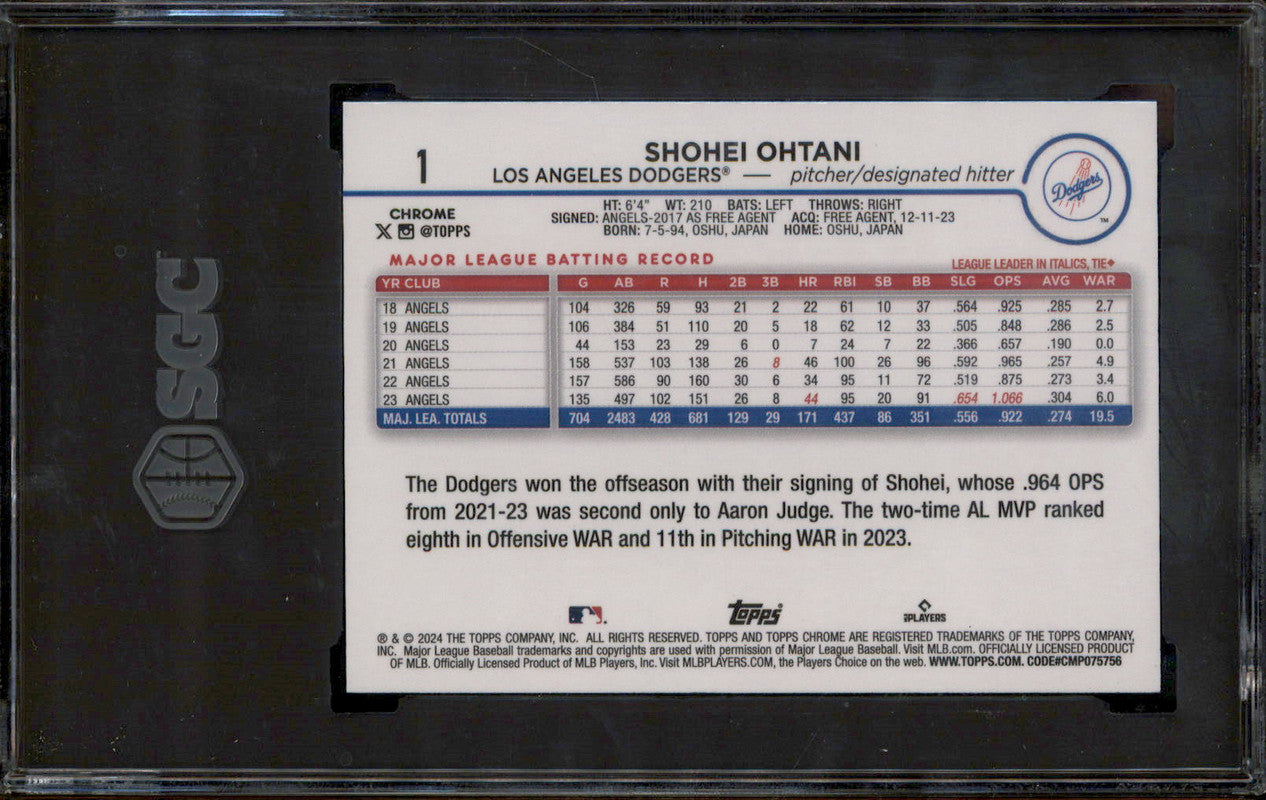 1
SHOHEI OHTANI
LOS ANGELES DODGERS® — pitcher/designated hitter
Dodgers
TM
CHROME
@TOPPS
HT: 6'4" WT: 210 BATS: LEFT THROWS: RIGHT
SIGNED: ANGELS-2017 AS FREE AGENT ACQ: FREE AGENT, 12-11-23
BORN: 7-5-94, OSHU, JAPAN HOME: OSHU, JAPAN
MAJOR LEAGUE BATTING RECORD
LEAGUE LEADER IN ITALICS, TIE◆
YR CLUB G AB R H 2B 3B HR RBI SB BB SLG OPS AVG WAR
18 ANGELS 104 326 59 93 21 2 22 61 10 37 .564 .925 .285 2.7
19 ANGELS 106 384 51 110 20 5 18 62 12 33 .505 .848 .286 2.5
20 ANGELS 44 153 23 29 6 0 7 24 7 22 .366 .657 .190 0.0
21 ANGELS 158 537 103 138 26 8 46 100 26 96 .592 .965 .257 4.9
22 ANGELS 157 586 90 160 30 6 34 95 11 72 .519 .875 .273 3.4
23 ANGELS 135 497 102 151 26 8 44 95 20 91 .654 1.066 .304 6.0
MAJ. LEA. TOTALS 704 2483 428 681 129 29 171 437 86 351 .556 .922 .274 19.5
The Dodgers won the offseason with their signing of Shohei, whose .964 OPS
from 2021-23 was second only to Aaron Judge. The two-time AL MVP ranked
eighth in Offensive WAR and 11th in Pitching WAR in 2023.
topps
PLAYERS
® & © 2024 THE TOPPS COMPANY, INC. ALL RIGHTS RESERVED. TOPPS AND TOPPS CHROME ARE REGISTERED TRADEMARKS OF THE TOPPS COMPANY,
INC. Major League Baseball trademarks and copyrights are used with permission of Major League Baseball. Visit MLB.com. OFFICIALLY LICENSED PRODUCT
OF MLB. Officially Licensed Product of MLB Players, Inc. Visit MLBPLAYERS.COM, the Players Choice on the web. WWW.TOPPS.COM. CODE#CMP075756
SGC